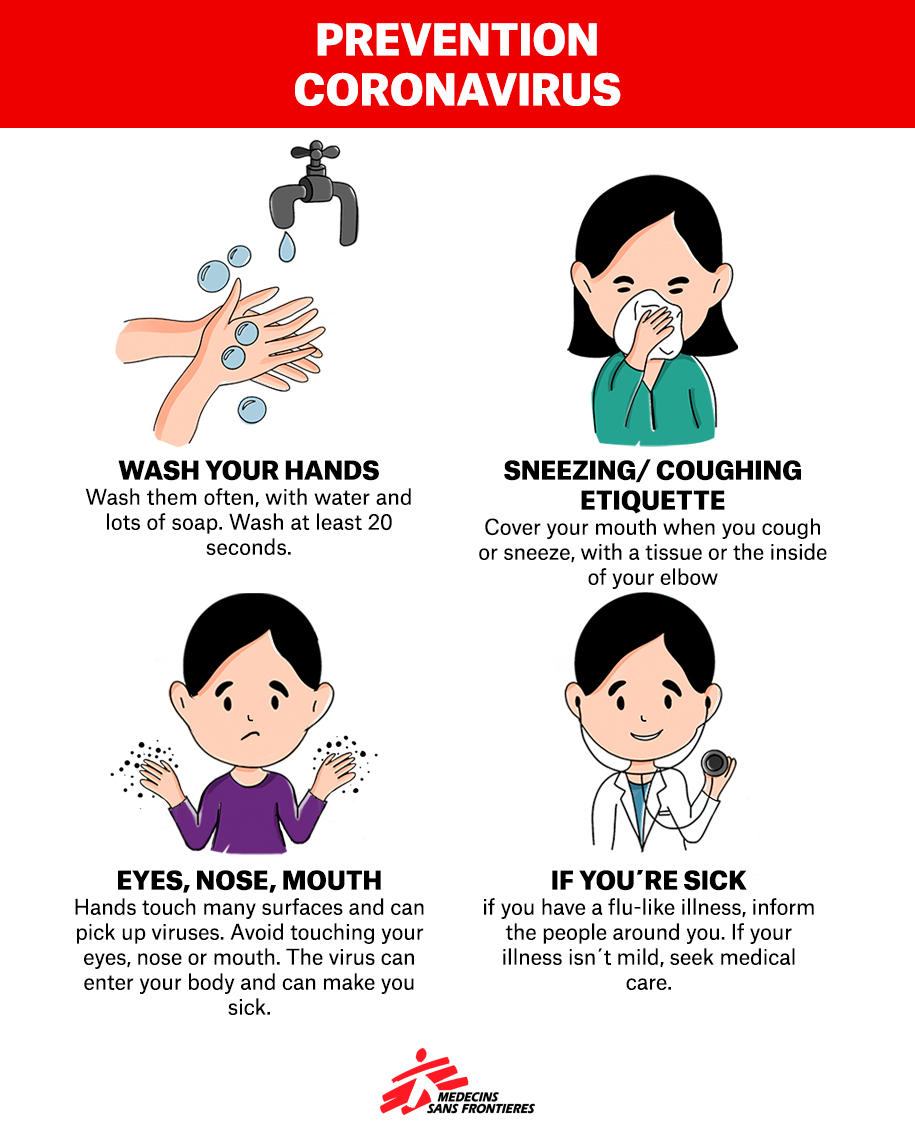 PREVENTION
CORONAVIRUS
WASH YOUR HANDS
Wash them often, with water and
lots of soap. Wash at least 20
seconds.
SNEEZING/ COUGHING
ETIQUETTE
Cover your mouth when you cough
or sneeze, with a tissue or the inside
of your elbow
EYES, NOSE, MOUTH
Hands touch many surfaces and can
pick up viruses. Avoid touching your
eyes, nose or mouth. The virus can
enter your body and can make you
sick.
IF YOU´RE SICK
if you have a flu-like illness, inform
the people around you. If your
illness isn´t mild, seek medical
care.
MEDECINS
SANS FRONTIERES